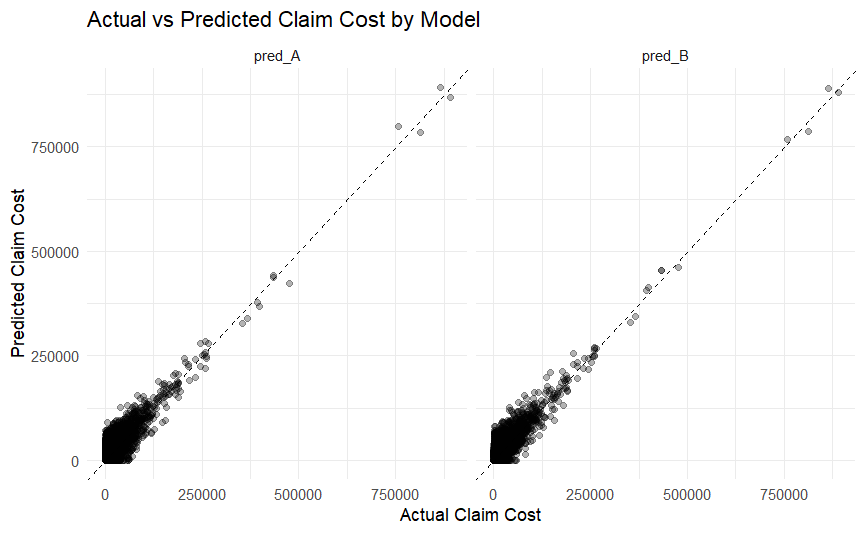 Actual vs Predicted Claim Cost by Model
pred_A
pred_B
Predicted Claim Cost
750000
500000
250000
0
0 250000 500000 750000
0 250000 500000 750000
Actual Claim Cost